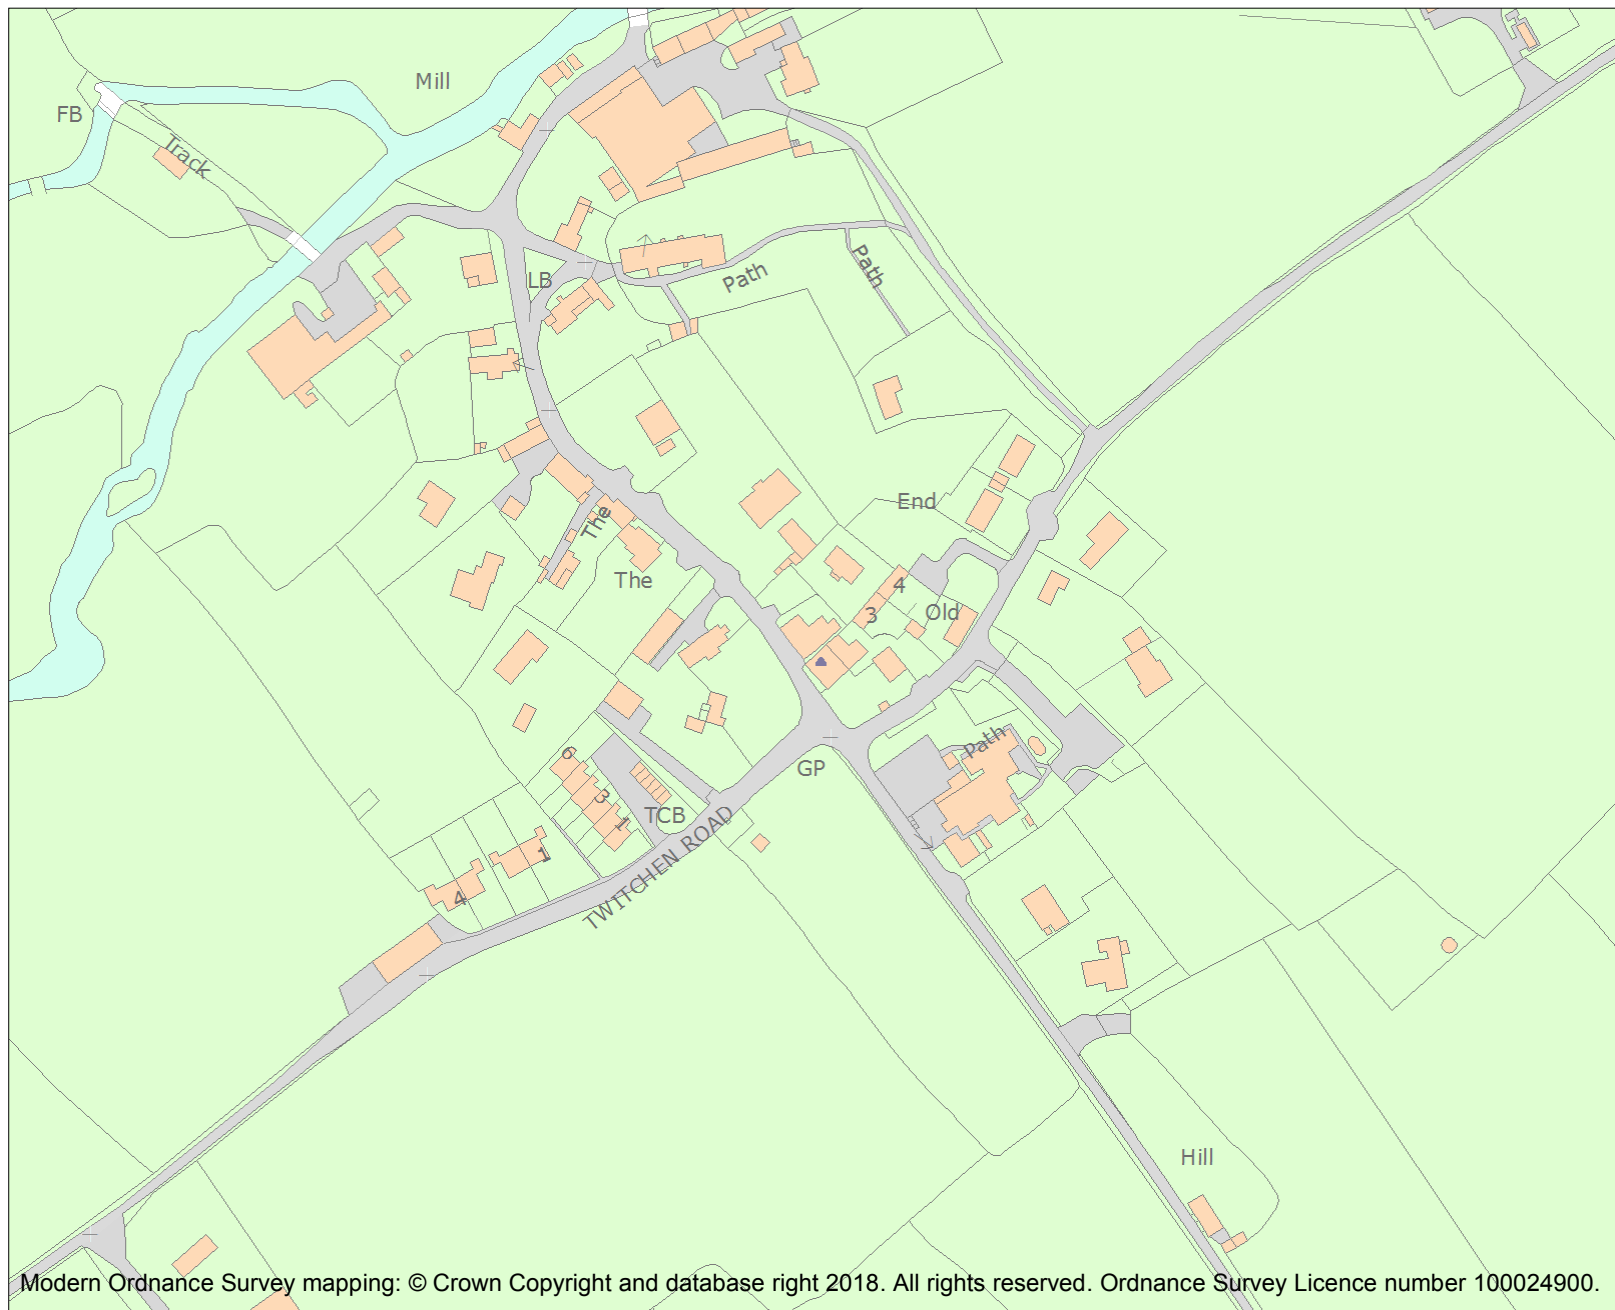 Mill
FB
Track
LB
Path
Path
End
The
The
4
3
Old
Path
6
3
1
TCB
GP
TWITCHEN ROAD
1
4
Hill
Modern Ordnance Survey mapping: © Crown Copyright and database right 2018. All rights reserved. Ordnance Survey Licence number 100024900.